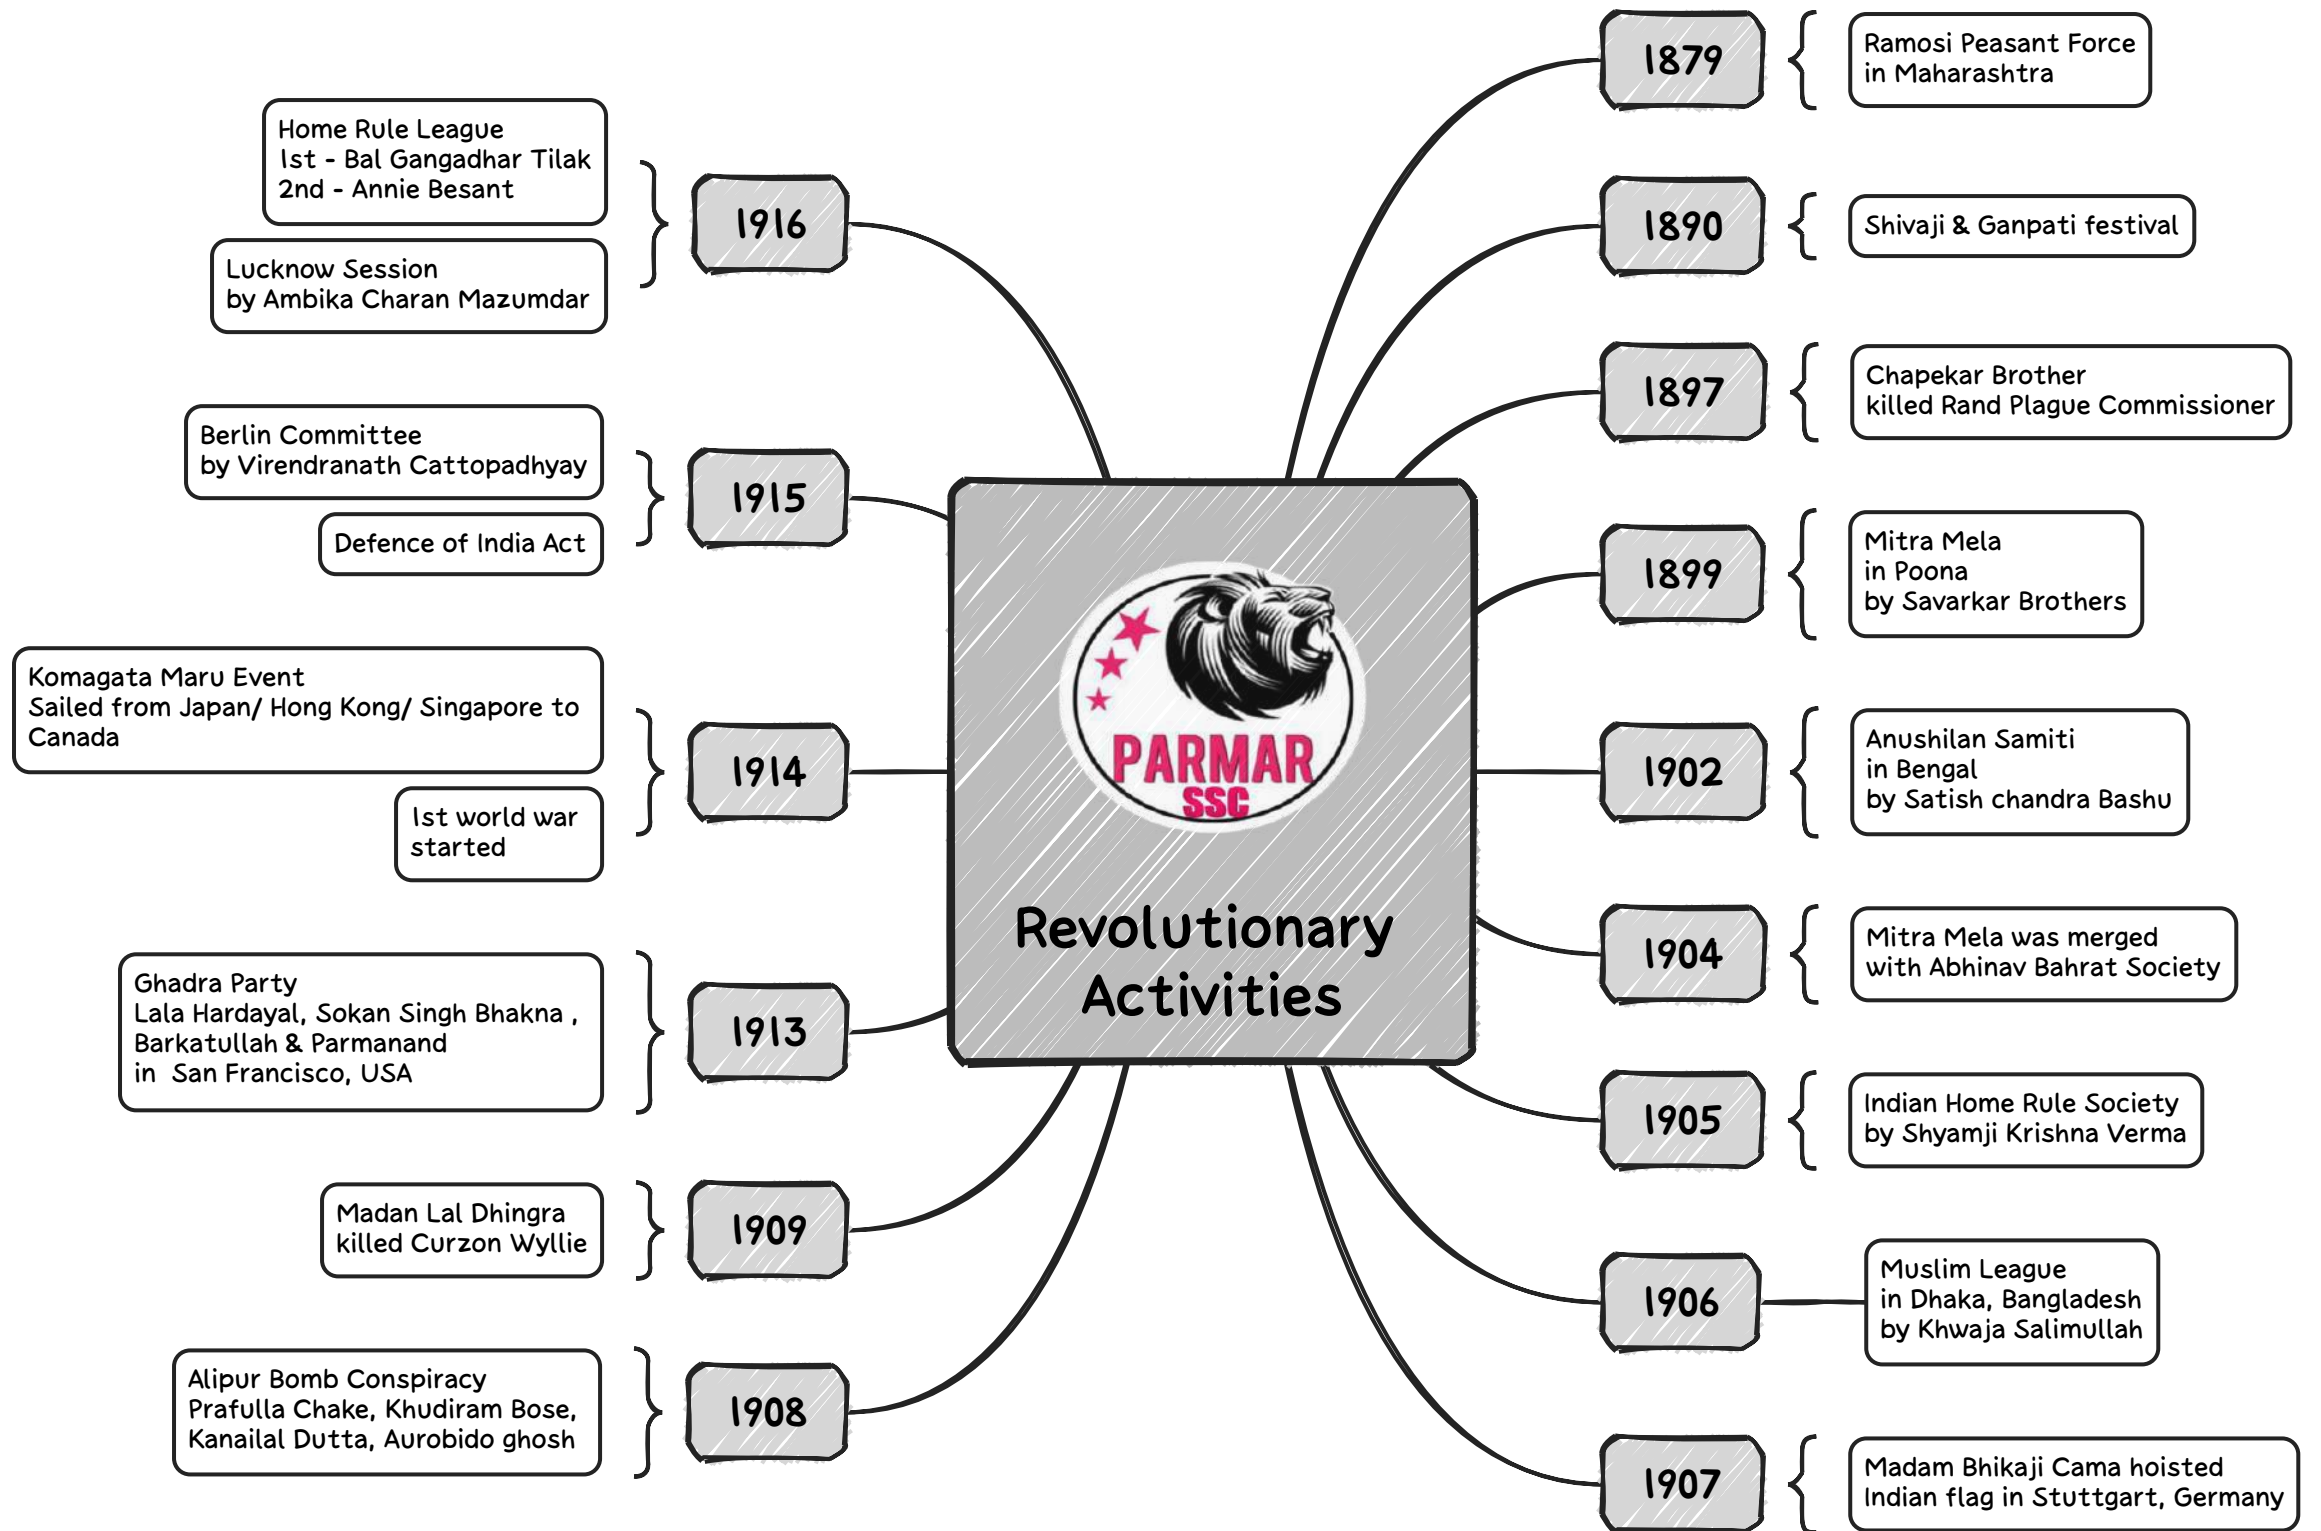 Revolutionary
Activities
PARMAR
SSC
1879
Ramosi Peasant Force
in Maharashtra
1890
Shivaji & Ganpati festival
1897
Chapekar Brother
killed Rand Plague Commissioner
1899
Mitra Mela
in Poona
by Savarkar Brothers
1902
Anushilan Samiti
in Bengal
by Satish chandra Bashu
1904
Mitra Mela was merged
with Abhinav Bahrat Society
1905
Indian Home Rule Society
by Shyamji Krishna Verma
1906
Muslim League
in Dhaka, Bangladesh
by Khwaja Salimullah
1907
Madam Bhikaji Cama hoisted
Indian flag in Stuttgart, Germany
1908
Alipur Bomb Conspiracy
Prafulla Chake, Khudiram Bose,
Kanailal Dutta, Aurobido ghosh
1909
Madan Lal Dhingra
killed Curzon Wyllie
1913
Ghadra Party
Lala Hardayal, Sokan Singh Bhakna ,
Barkatullah & Parmanand
in San Francisco, USA
1914
Komagata Maru Event
Sailed from Japan/ Hong Kong/ Singapore to
Canada
1st world war
started
1915
Berlin Committee
by Virendranath Cattopadhyay
Defence of India Act
1916
Home Rule League
1st - Bal Gangadhar Tilak
2nd - Annie Besant
Lucknow Session
by Ambika Charan Mazumdar